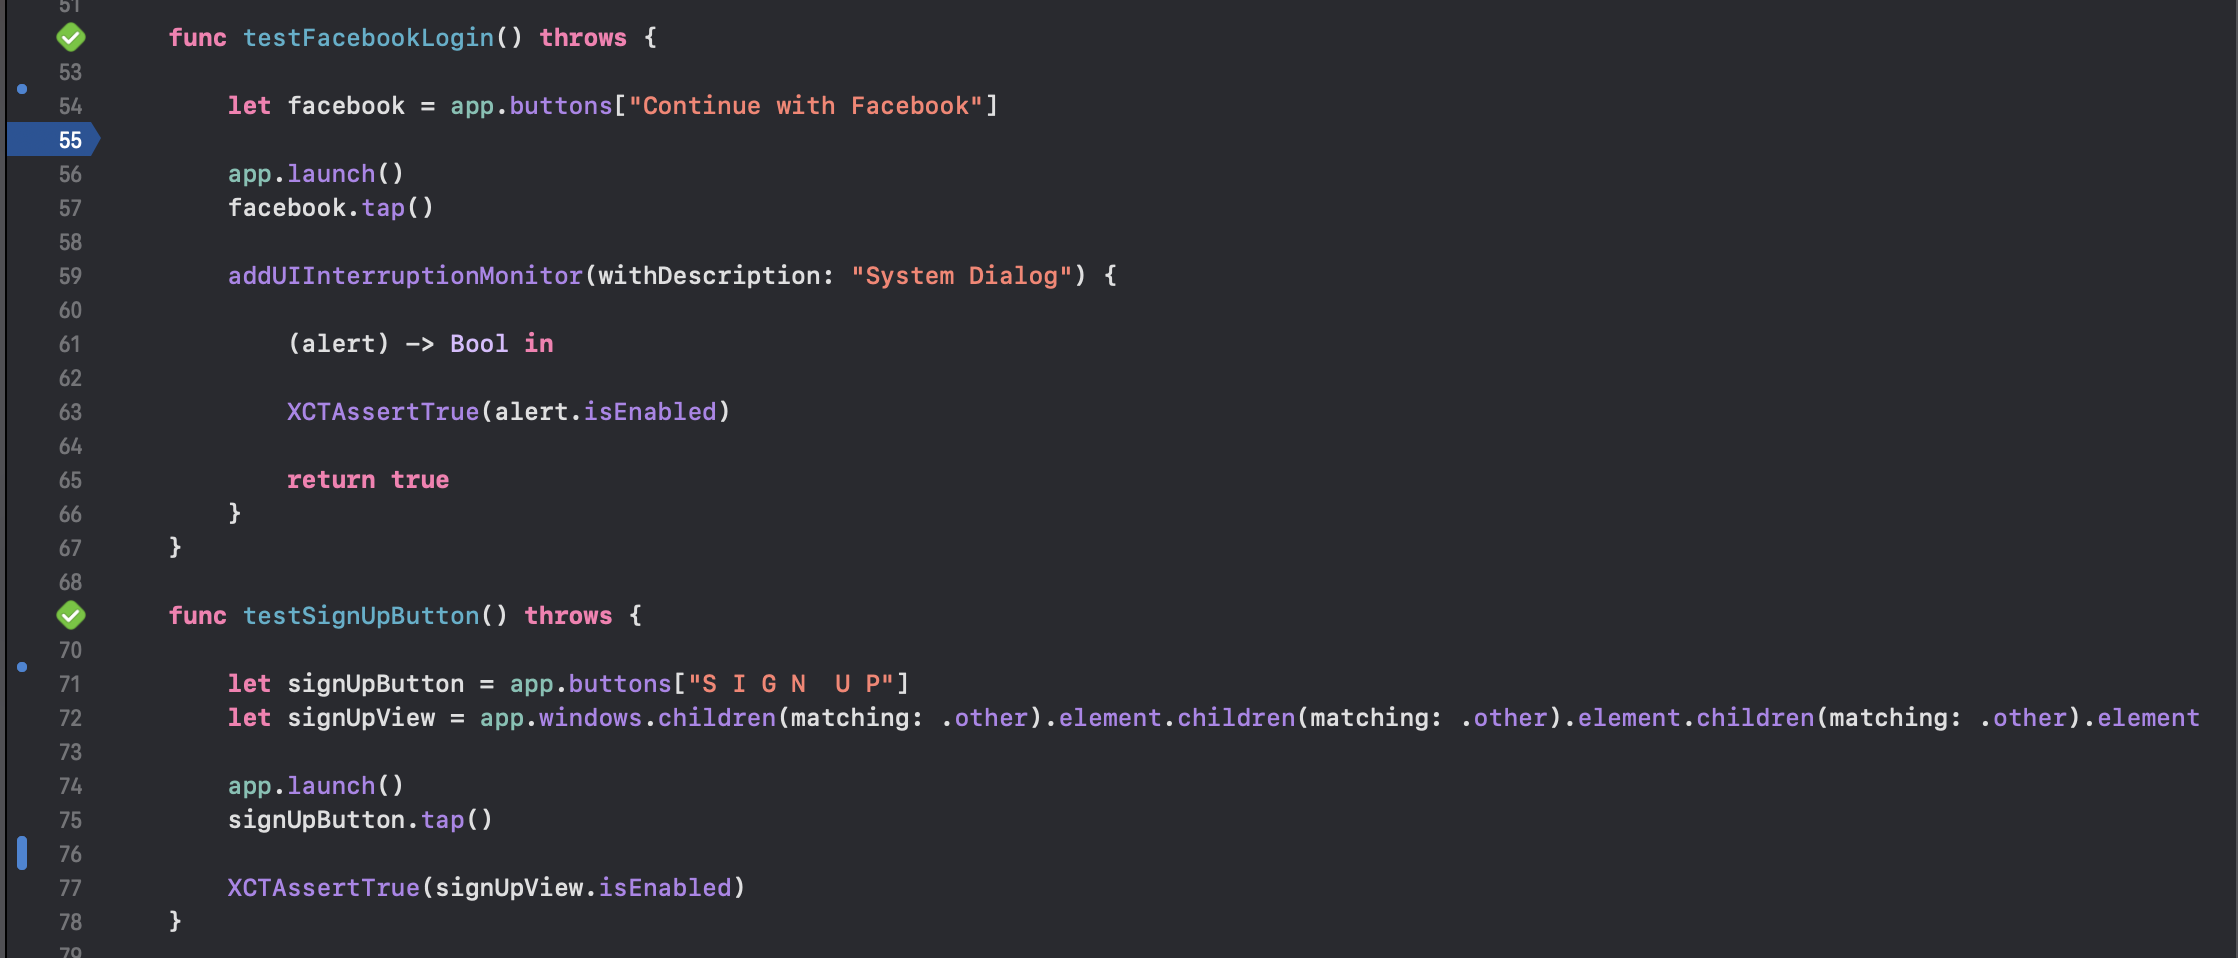 51
func testFacebookLogin() throws {
53
54 let facebook = app.buttons["Continue with Facebook"]
55
56 app.launch()
57 facebook.tap()
58
59 addUIInterruptionMonitor(withDescription: "System Dialog") {
60
61 (alert) -> Bool in
62
63 XCTAssertTrue(alert.isEnabled)
64
65 return true
66 }
67 }
68
func testSignUpButton() throws {
70
71 let signUpButton = app.buttons["S I G N  U P"]
72 let signUpView = app.windows.children(matching: .other).element.children(matching: .other).element.children(matching: .other).element
73
74 app.launch()
75 signUpButton.tap()
76
77 XCTAssertTrue(signUpView.isEnabled)
78 }
79